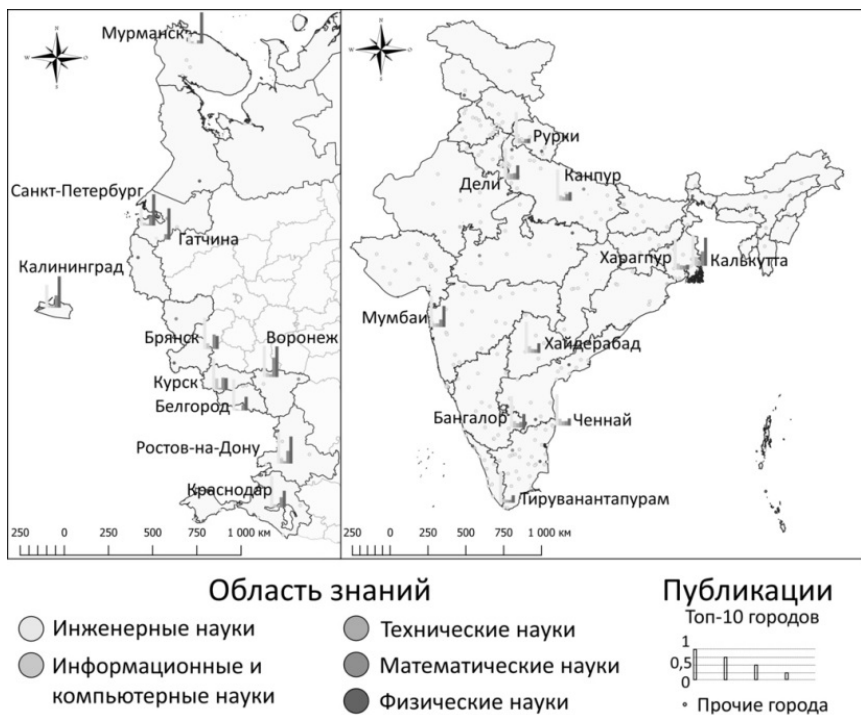 Мурманск
Санкт-Петербург
Гатчина
Калининград
Брянск
Воронеж
Курск
Белгород
Ростов-на-Дону
Краснодар
250 0 500 750 1 000 км
Рурки
Дели
Канпур
Харагпур
Калькутта
Мумбаи
Хайдерабад
Бангалор
Ченнай
Тируванантапурам
250 0 500 750 1 000 км
Область знаний
Инженерные науки
Информационные и
компьютерные науки
Технические науки
Математические науки
Физические науки
Публикации
Топ-10 городов
1
0,5
0
Прочие города